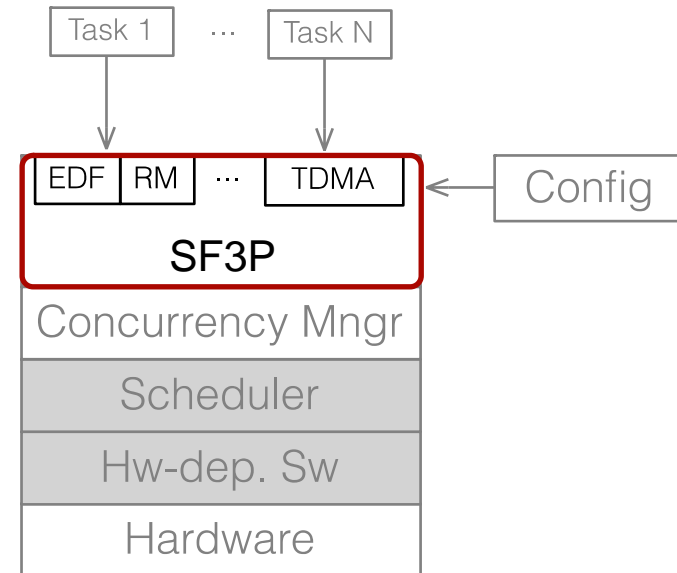 Task 1 ... Task N
EDF RM ... TDMA
Config
SF3P
Concurrency Mngr
Scheduler
Hw-dep. Sw
Hardware